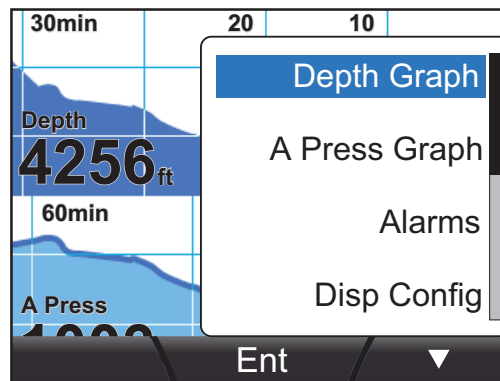 30min 20 10
Depth Graph
Depth
4256ft
A Press Graph
60min
Alarms
A Press
Disp Config
Ent ▼